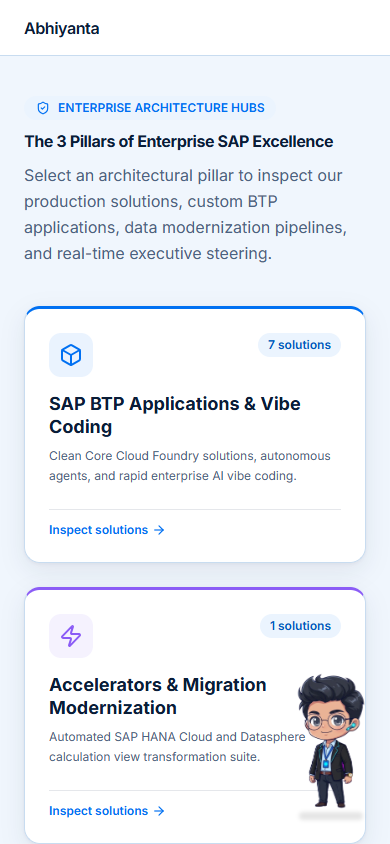 Abhiyanta
ENTERPRISE ARCHITECTURE HUBS
The 3 Pillars of Enterprise SAP Excellence
Select an architectural pillar to inspect our
production solutions, custom BTP
applications, data modernization pipelines,
and real-time executive steering.
7 solutions
SAP BTP Applications & Vibe
Coding
Clean Core Cloud Foundry solutions, autonomous
agents, and rapid enterprise AI vibe coding.
Inspect solutions →
1 solutions
Accelerators & Migration
Modernization
Automated SAP HANA Cloud and Datasphere
calculation view transformation suite.
Inspect solutions →